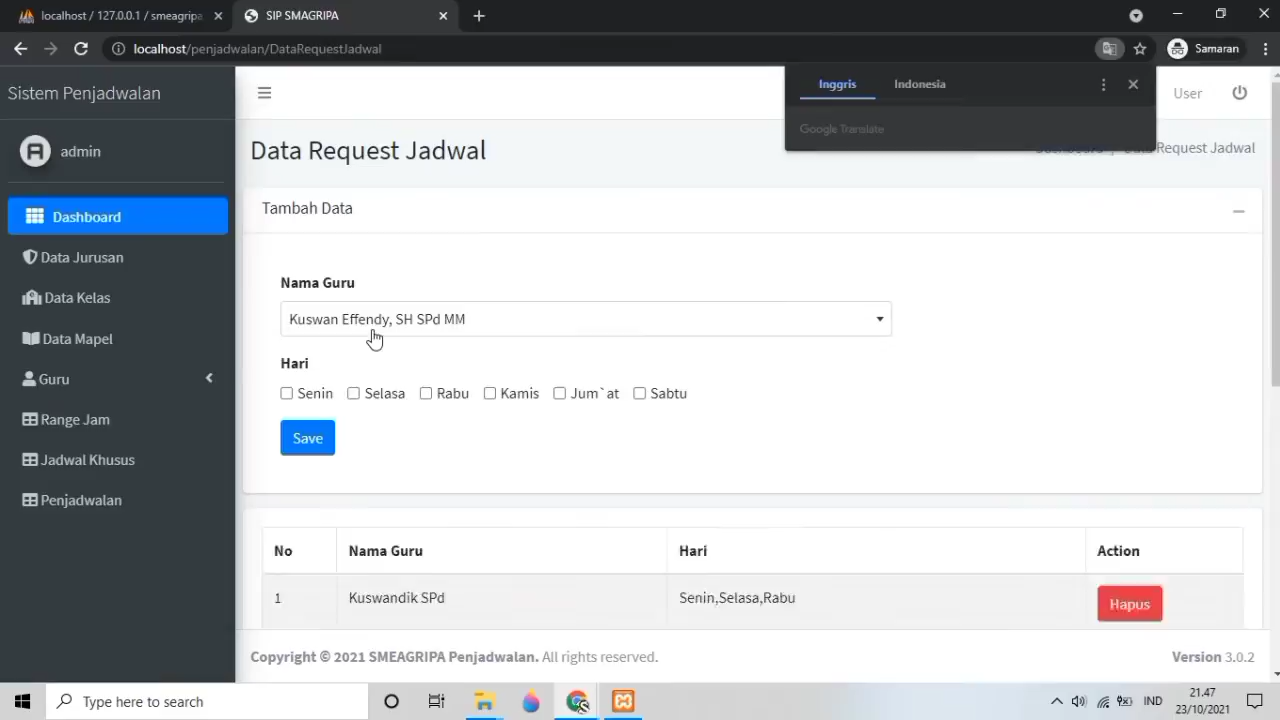 localhost / 127.0.0.1 / smeagripa
SIP SMAGRIPA
localhost/penjadwalan/DataRequestJadwal
Samaran
Sistem Penjadwalan
Inggris
Indonesia
Google Translate
User
admin
Data Request Jadwal
Request Jadwal
Dashboard
Tambah Data
Data Jurusan
Data Kelas
Data Mapel
Guru
Range Jam
Jadwal Khusus
Penjadwalan
Nama Guru
Kuswan Effendy, SH SPd MM
Hari
Senin Selasa Rabu Kamis Jum`at Sabtu
Save
No Nama Guru Hari Action
1 Kuswandik SPd Senin,Selasa,Rabu Hapus
Copyright © 2021 SMEAGRIPA Penjadwalan. All rights reserved.
Version 3.0.2
Type here to search
IND
21.47
23/10/2021